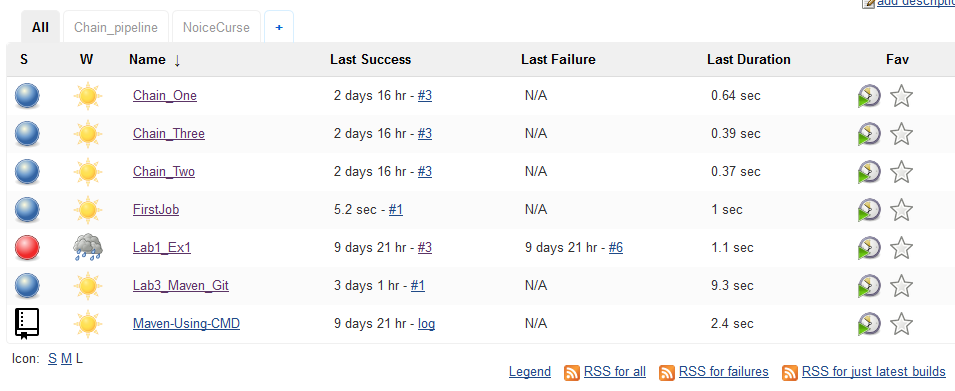 add descriptio
All Chain_pipeline NoiceCurse +
S W Name ↓ Last Success Last Failure Last Duration Fav
Chain_One 2 days 16 hr - #3 N/A 0.64 sec
Chain_Three 2 days 16 hr - #3 N/A 0.39 sec
Chain_Two 2 days 16 hr - #3 N/A 0.37 sec
FirstJob 5.2 sec - #1 N/A 1 sec
Lab1_Ex1 9 days 21 hr - #3 9 days 21 hr - #6 1.1 sec
Lab3_Maven_Git 3 days 1 hr - #1 N/A 9.3 sec
Maven-Using-CMD 9 days 21 hr - log N/A 2.4 sec
Icon: S M L
Legend RSS for all RSS for failures RSS for just latest builds